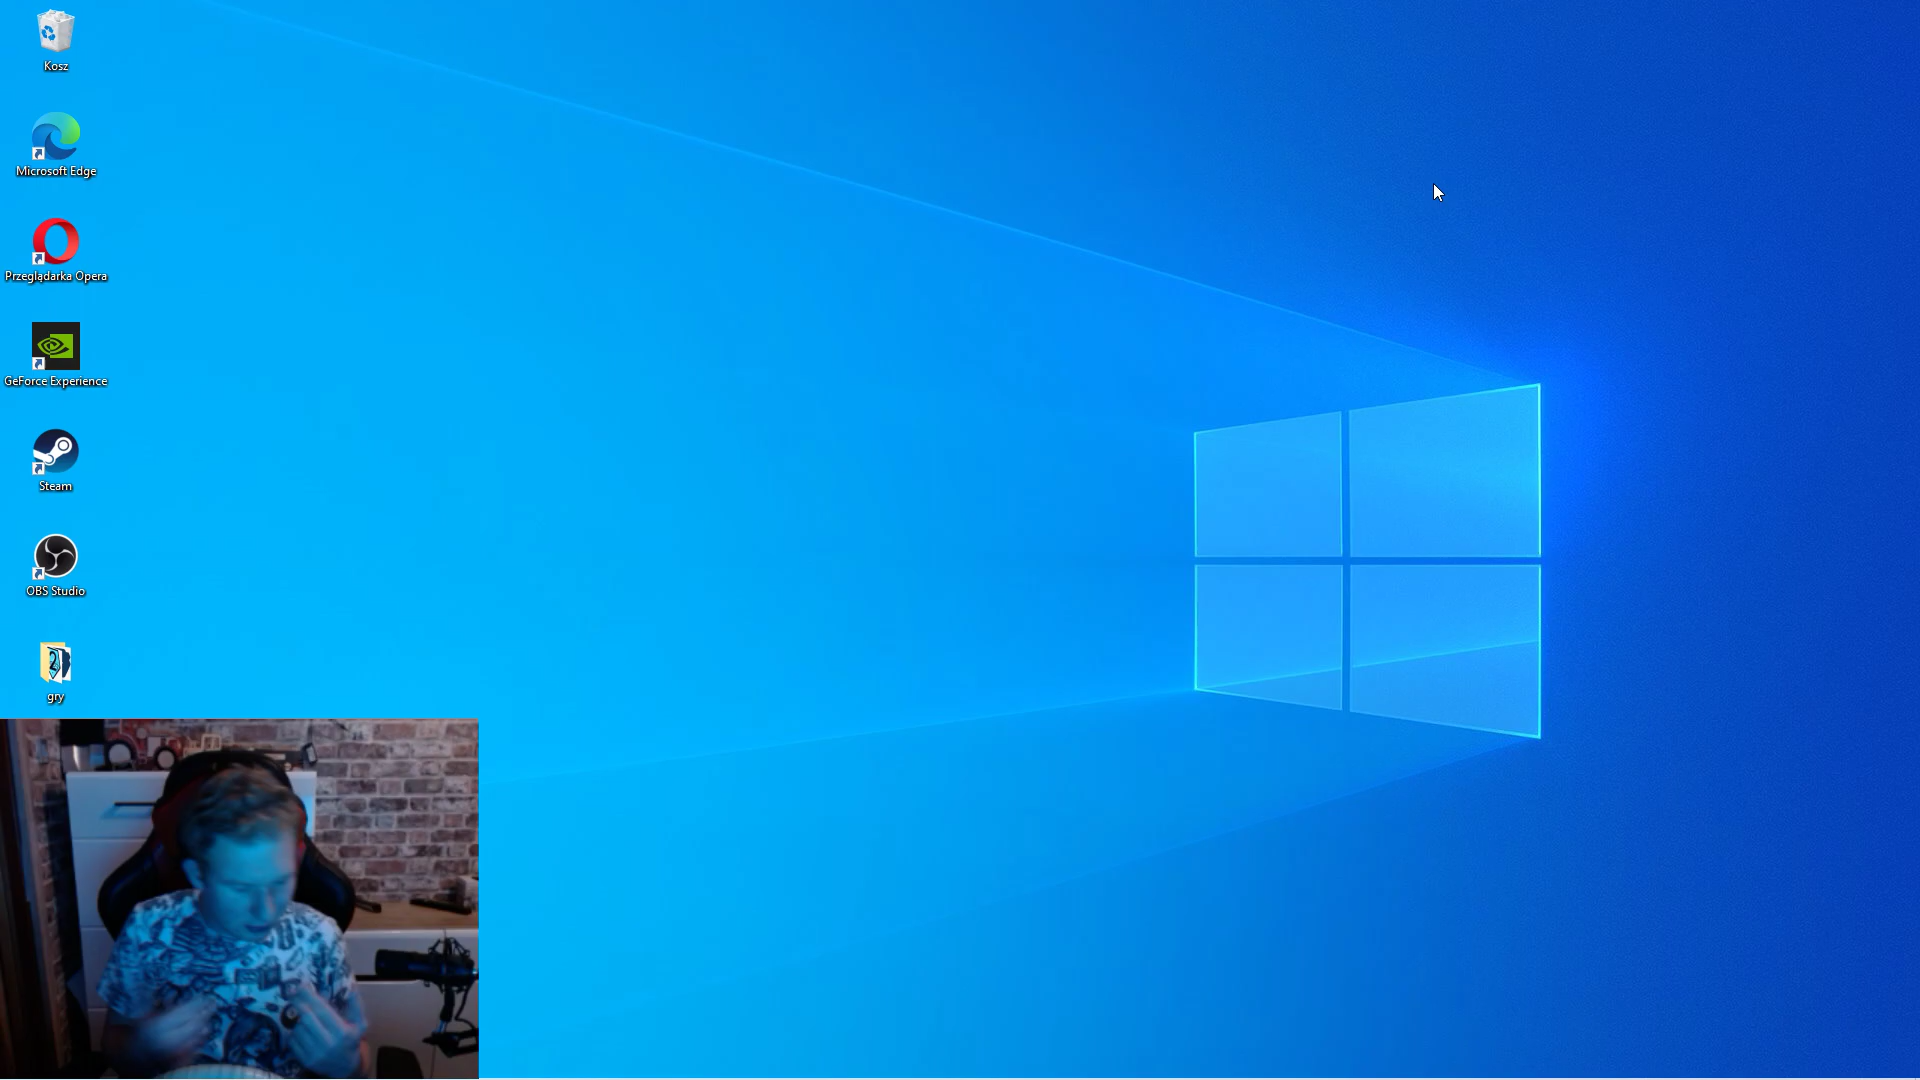 Kosz
Microsoft Edge
Przeglądarka Opera
GeForce Experience
Steam
OBS Studio
gry